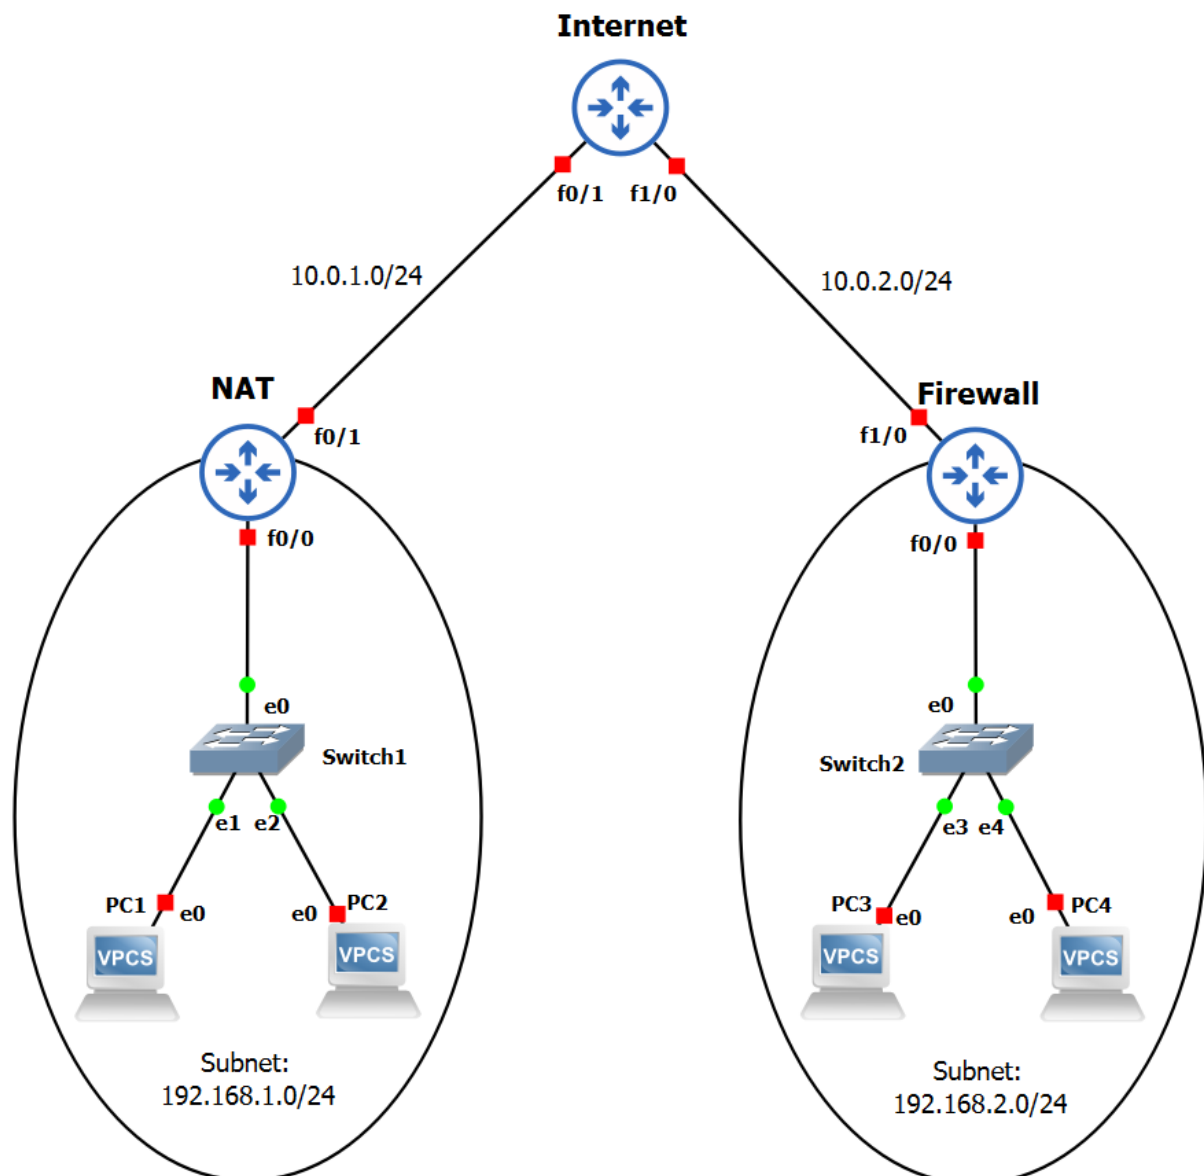 Internet
f0/1
f1/0
10.0.1.0/24
10.0.2.0/24
NAT
Firewall
f0/1
f1/0
f0/0
f0/0
e0
e0
Switch1
Switch2
e1
e2
e3
e4
PC1
e0
e0
PC2
PC3
e0
e0
PC4
VPCS
VPCS
VPCS
VPCS
Subnet:
192.168.1.0/24
Subnet:
192.168.2.0/24